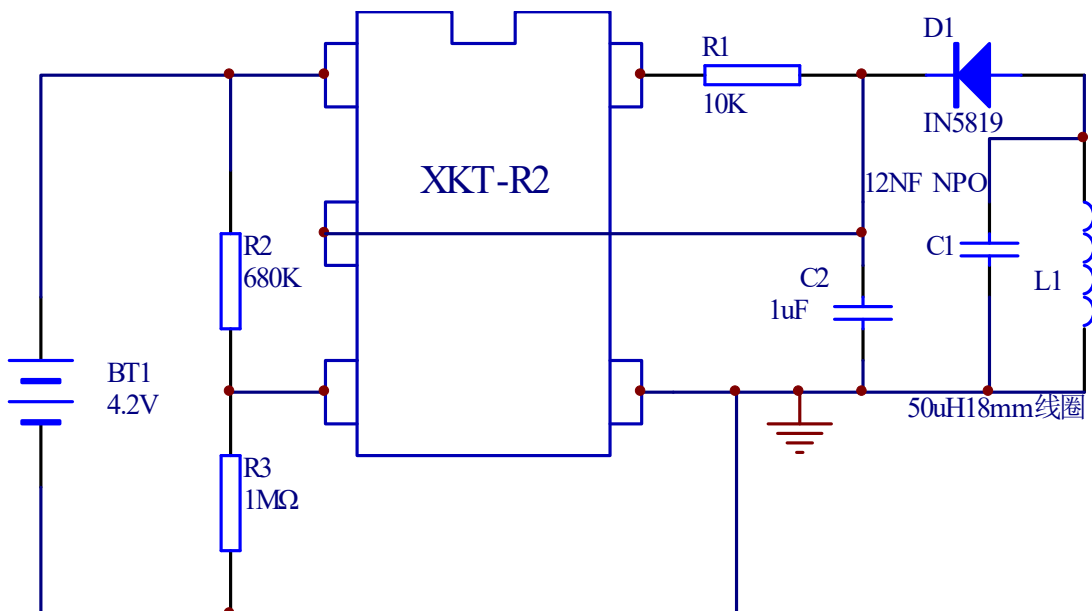 D1
R1
10K
IN5819
XKT-R2
12NF NPO
R2
680K
C1
L1
C2
1uF
BT1
4.2V
50uH18mm线圈
R3
1MΩ